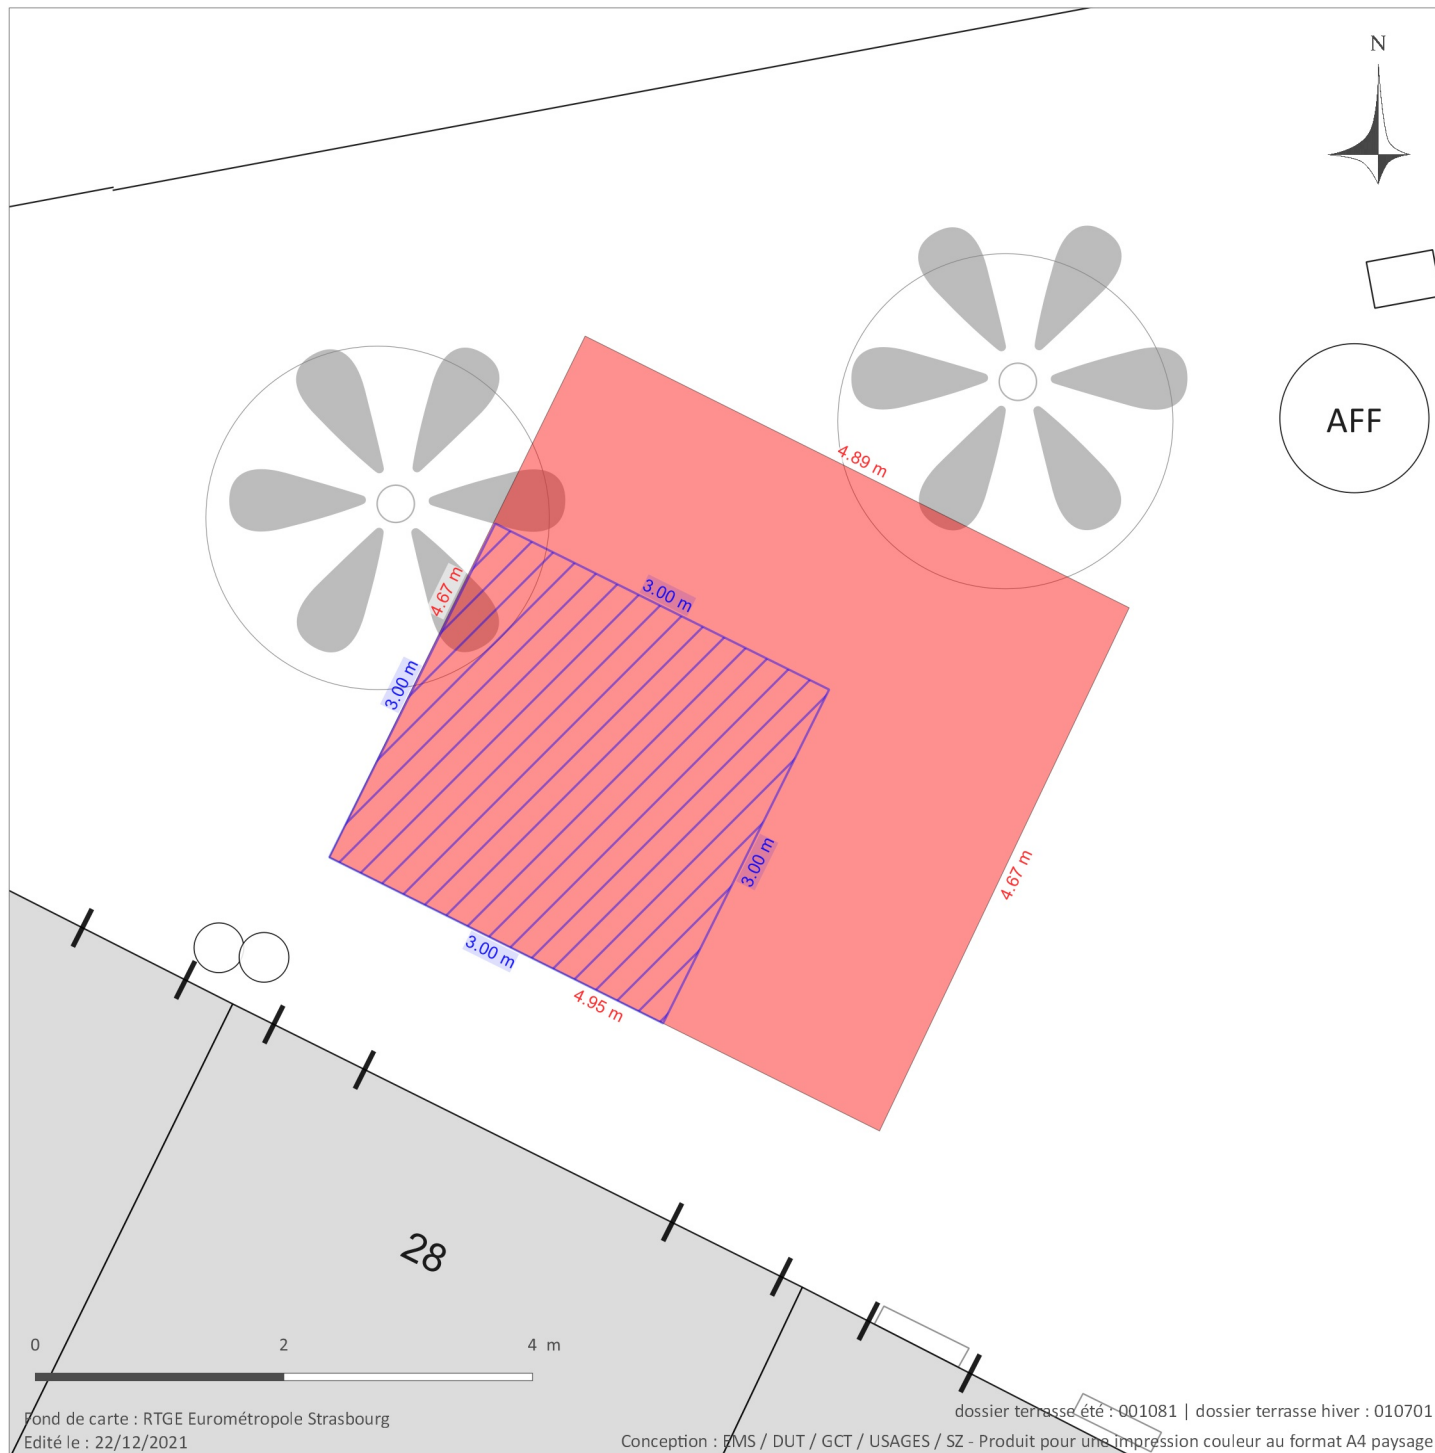 N
AFF
4.89 m
4.67 m
3.00 m
3.00 m
3.00 m
4.67 m
3.00 m
4.95 m
28
0 2 4 m
Fond de carte : RTGE Eurométropole Strasbourg
Edité le : 22/12/2021
dossier terrasse été : 001081 | dossier terrasse hiver : 010701
Conception : EMS / DUT / GCT / USAGES / SZ - Produit pour une impression couleur au format A4 paysage